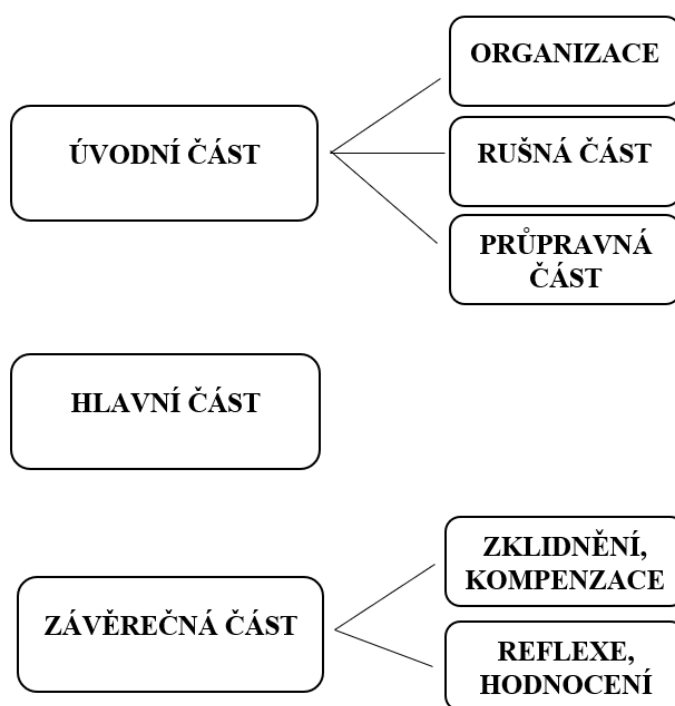 ÚVODNÍ ČÁST
ORGANIZACE
RUŠNÁ ČÁST
PRŮPRAVNÁ
ČÁST
HLAVNÍ ČÁST
ZÁVĚREČNÁ ČÁST
ZKLIDNĚNÍ,
KOMPENZACE
REFLEXE,
HODNOCENÍ